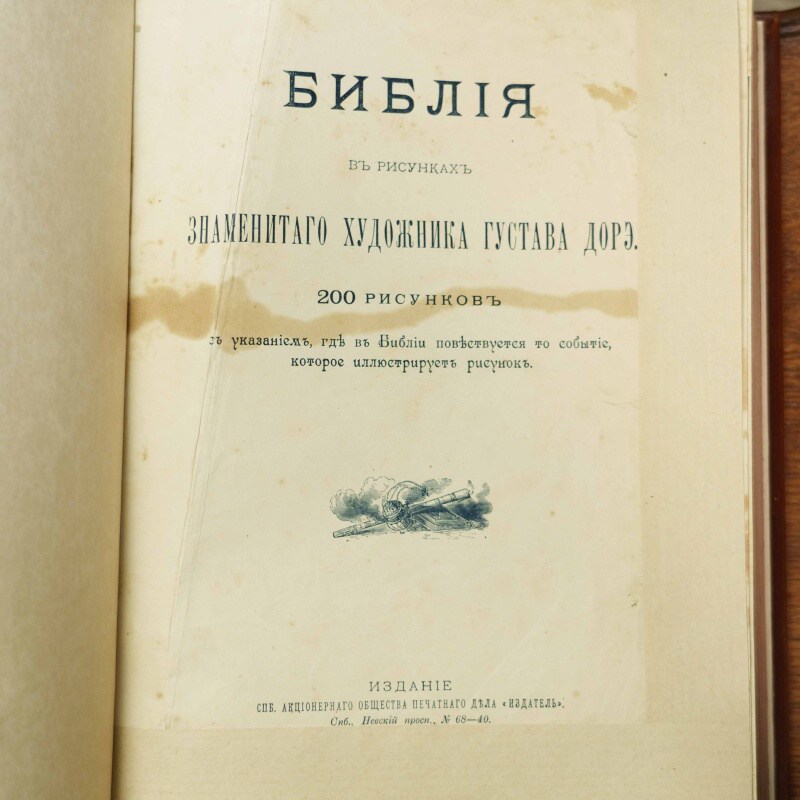 БИБЛІЯ
ВЪ РИСУНКАХЪ
ЗНАМЕНИТАГО ХУДОЖНИКА ГУСТАВА ДОРЭ.
200 РИСУНКОВЪ
съ указаніемъ, гдѣ въ Библіи повѣствуется то событіе,
которое иллюстрируетъ рисунокъ.
ИЗДАНІЕ
СПБ. АКЦІОНЕРНАГО ОБЩЕСТВА ПЕЧАТНАГО ДѢЛА «ИЗДАТЕЛЬ».
Спб., Невскій просп., № 68—40.